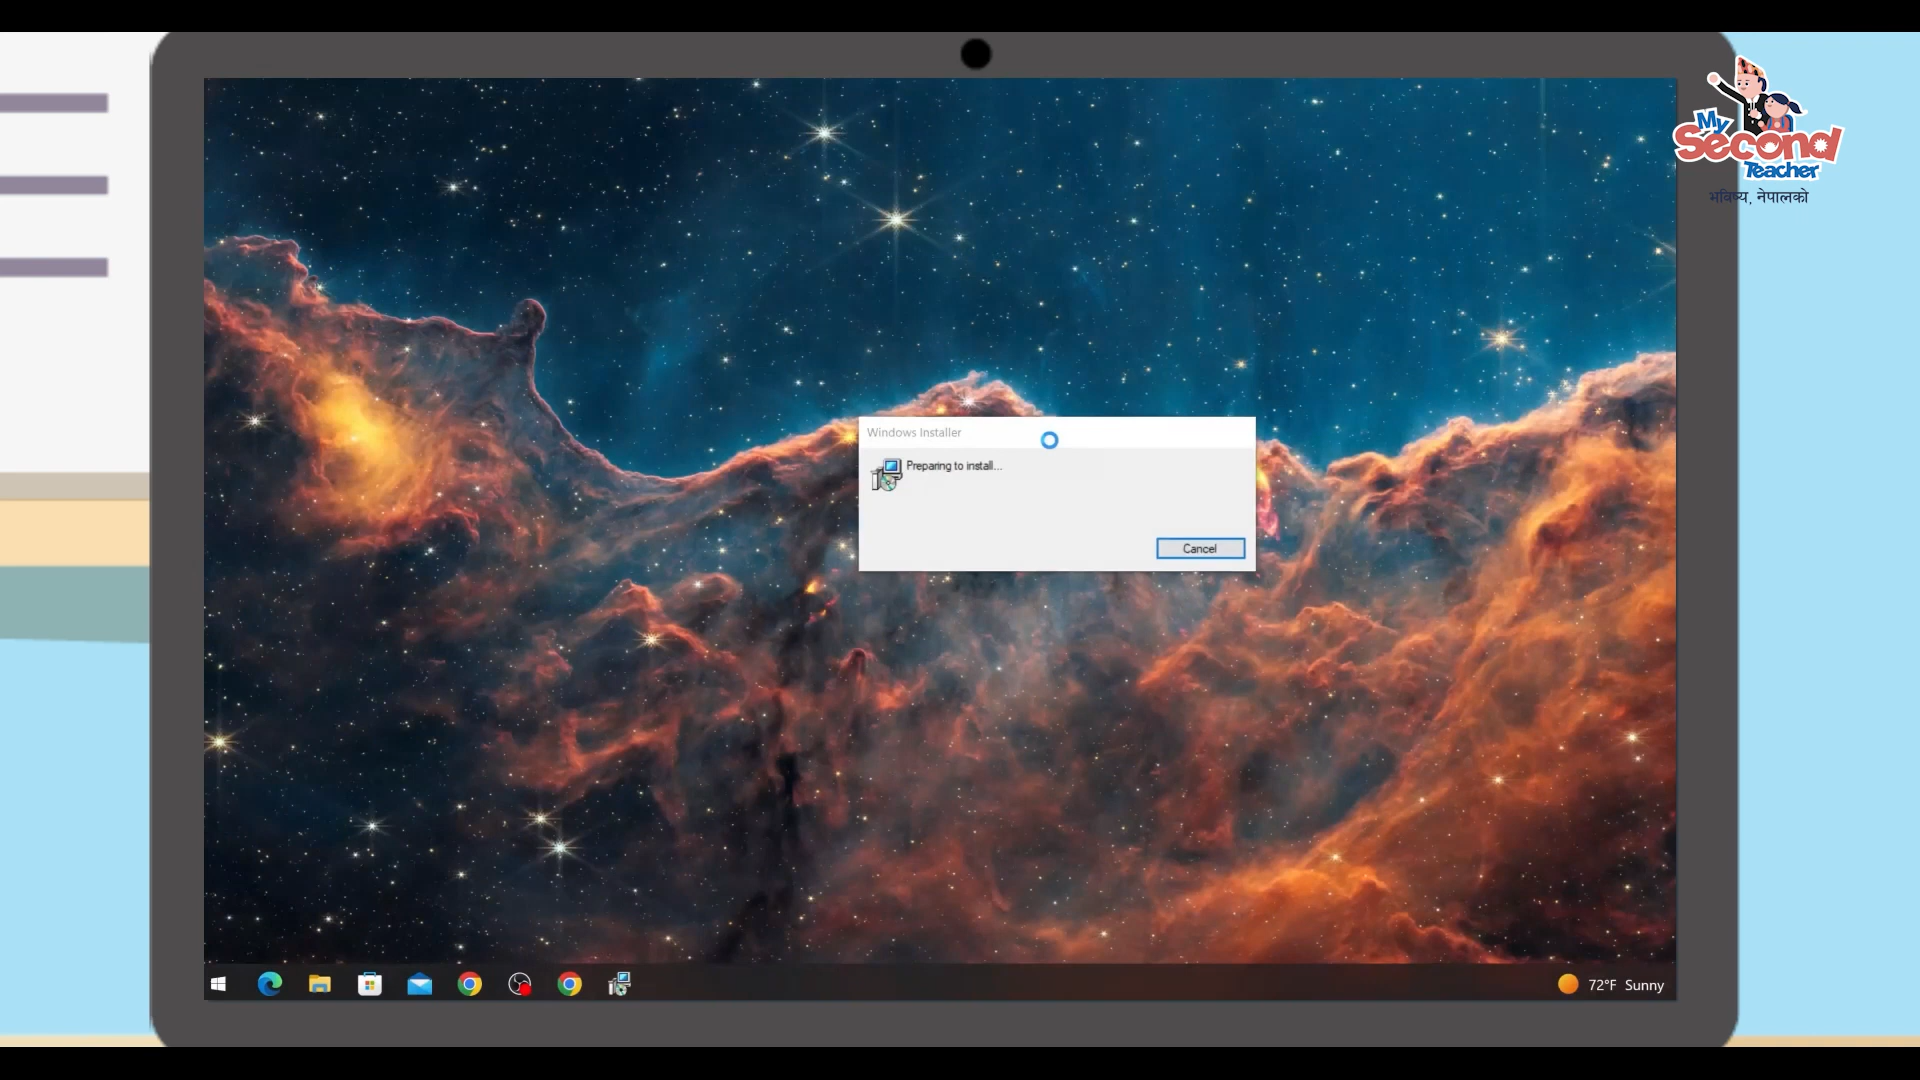 My
Second
Teacher
भविष्य, नेपालको
Windows Installer
Preparing to install...
Cancel
72°F Sunny